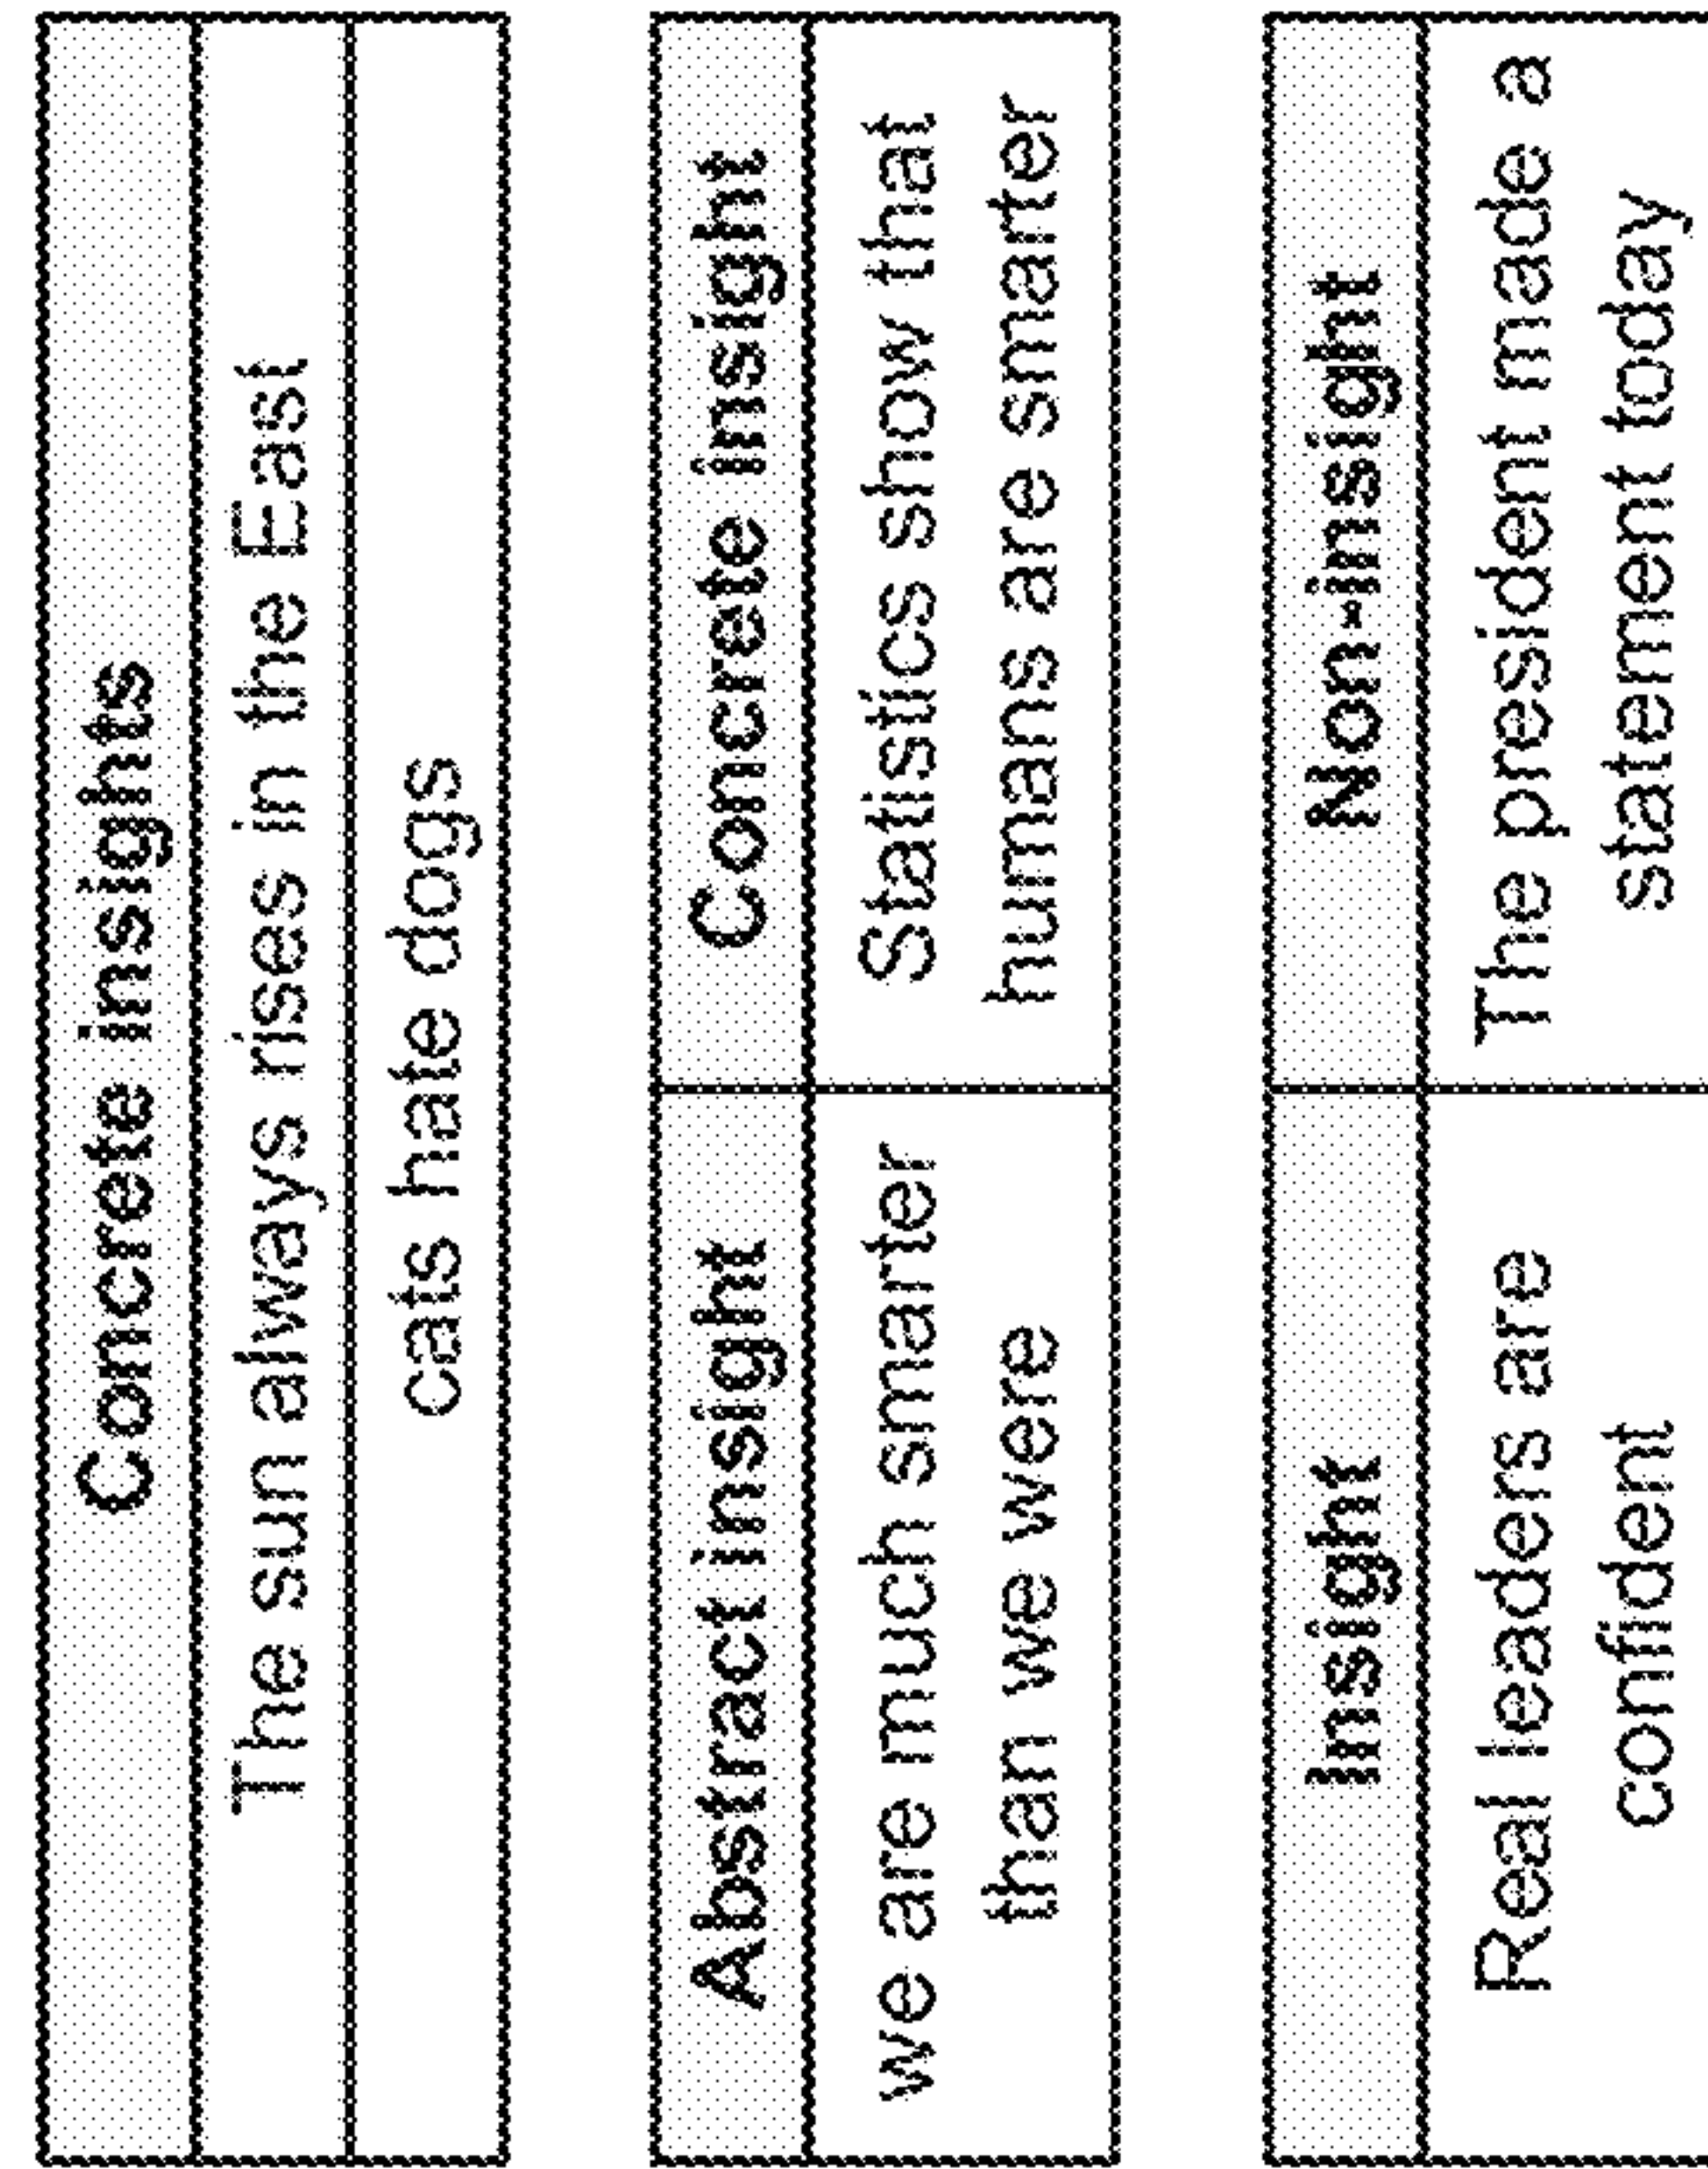 Concrete insights
The sun always rises in the East
cats hate dogs
Abstract insight
Concrete insight
we are much smarter
than we were
Statistics show that
humans are smarter
Insight
Non-insight
Real leaders are
confident
The president made a
statement today